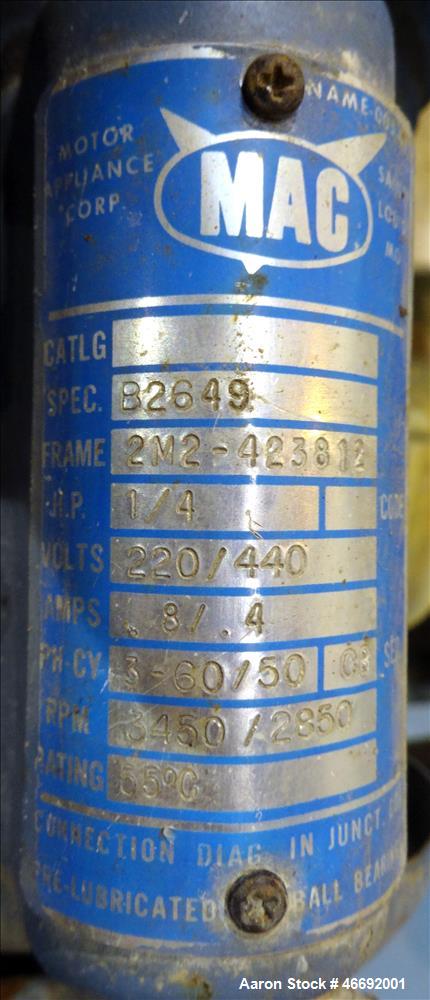 MOTOR
APPLIANCE
CORP.
MAC
CATLG
SPEC. B2649
FRAME 2M2-423812
H.P. 1/4 CODE
VOLTS 220/440
AMPS .8/.4
PH-CY 3-60/50
RPM 3450/2850
RATING 55°C
CONNECTION DIAG. IN JUNCT.
PRE-LUBRICATED BALL
Aaron Stock # 46692001